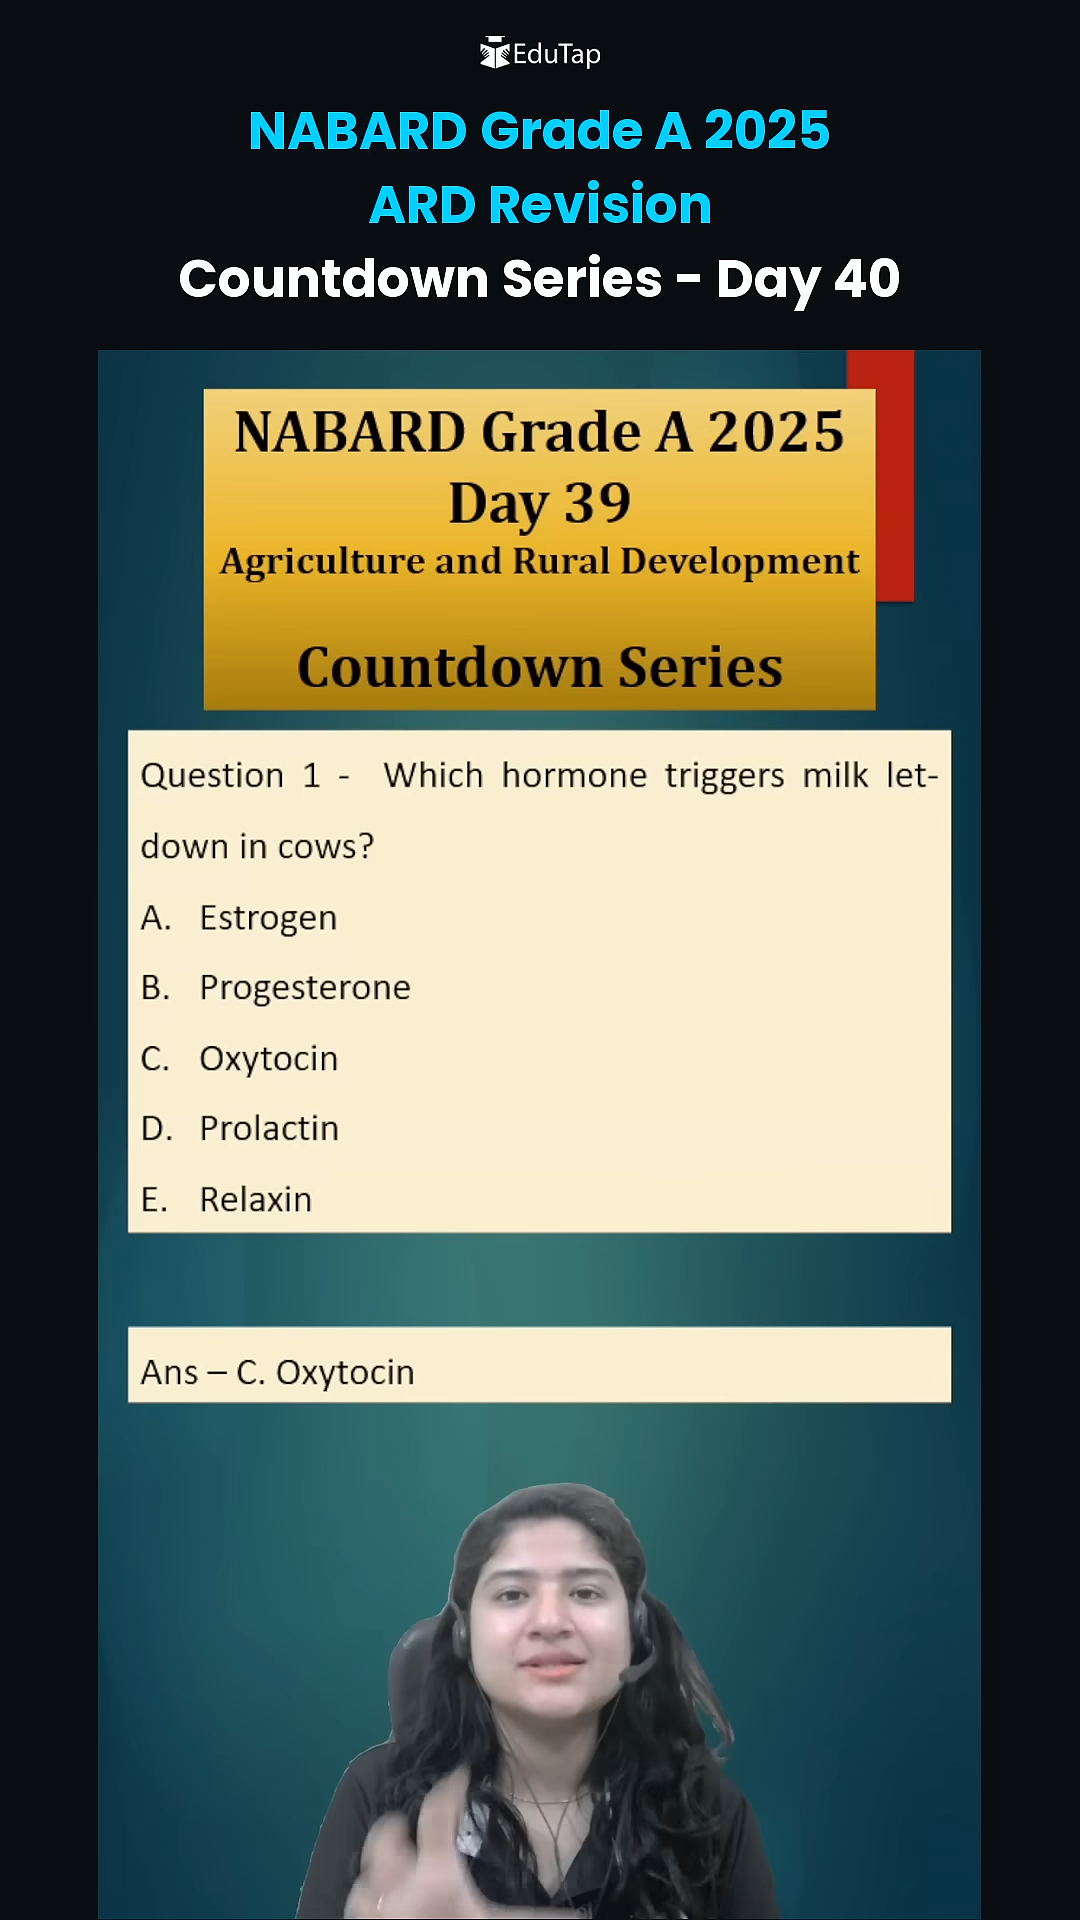 EduTap
NABARD Grade A 2025
ARD Revision
Countdown Series - Day 40
NABARD Grade A 2025
Day 39
Agriculture and Rural Development
Countdown Series
Question 1 - Which hormone triggers milk let-
down in cows?
A. Estrogen
B. Progesterone
C. Oxytocin
D. Prolactin
E. Relaxin
Ans – C. Oxytocin